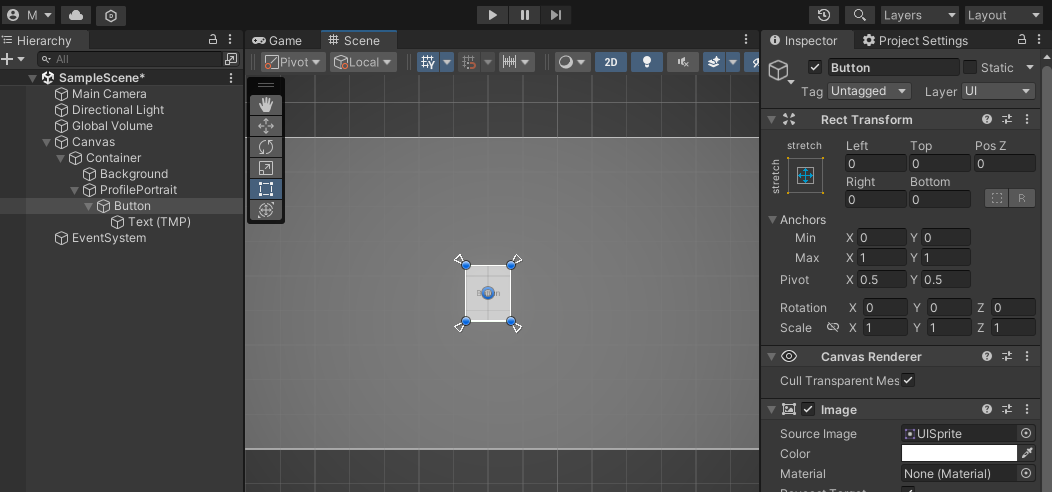 M Layers Layout
Hierarchy
All
SampleScene*
Main Camera
Directional Light
Global Volume
Canvas
Container
Background
ProfilePortrait
Button
Text (TMP)
EventSystem
Game Scene
Pivot Local 2D
Inspector Project Settings
Button Static
Tag Untagged Layer UI
Rect Transform
stretch Left Top Pos Z
stretch 0 0 0
Right Bottom
0 0 R
Anchors
Min X 0 Y 0
Max X 1 Y 1
Pivot X 0.5 Y 0.5
Rotation X 0 Y 0 Z 0
Scale X 1 Y 1 Z 1
Canvas Renderer
Cull Transparent Mes
Image
Source Image UISprite
Color
Material None (Material)